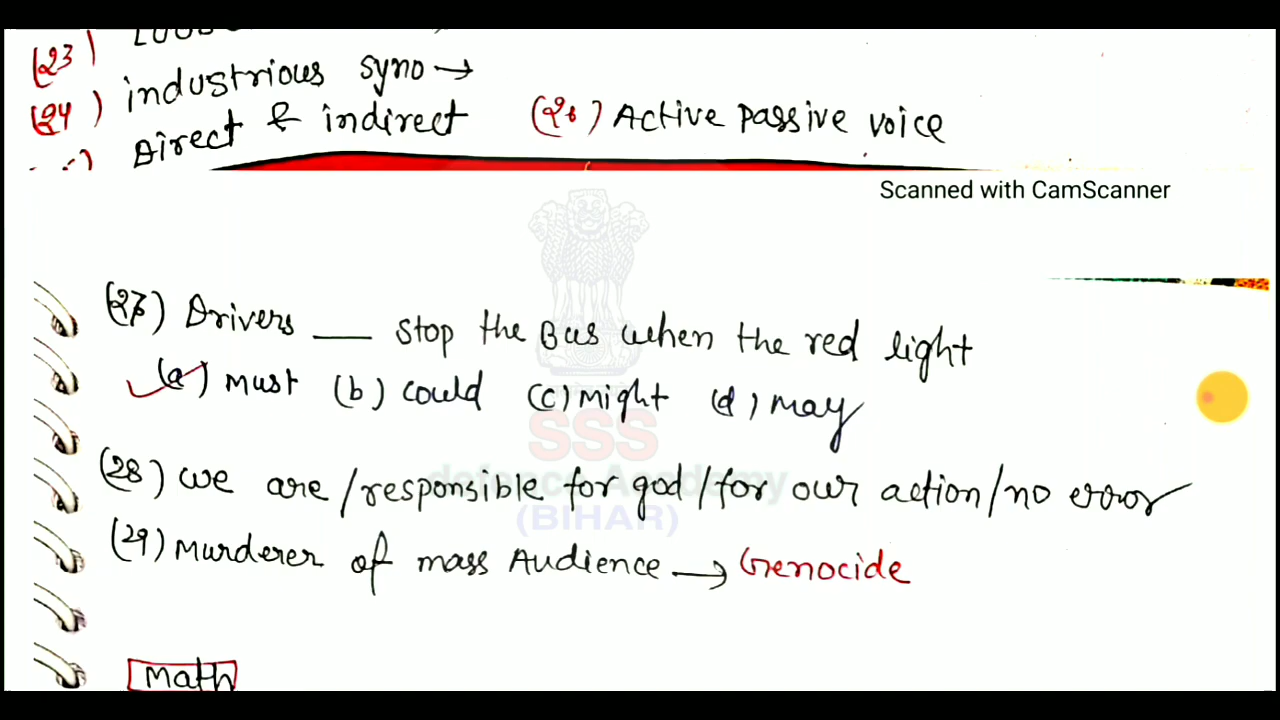 (23)
(24) industrious syno →
Direct & indirect (26) Active passive voice
Scanned with CamScanner
(27) Drivers ___ stop the Bus when the red light
(a) must (b) could (c) might (d) may
SSS
defence Academy
(28) we are /responsible for god /for our action /no error
(BIHAR)
(29) murderer of mass Audience → Genocide
Math